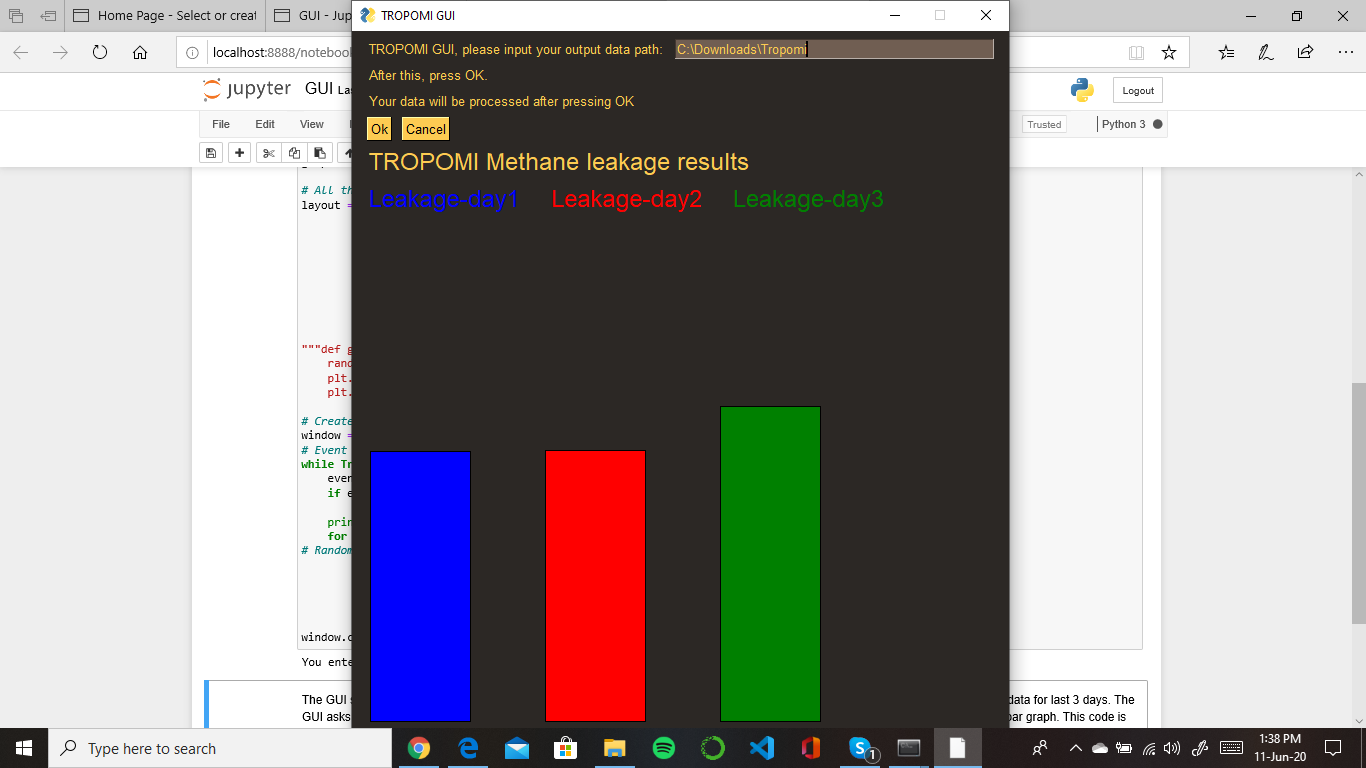 Home Page - Select or creat
GUI - Jup
TROPOMI GUI
localhost:8888/notebook
TROPOMI GUI, please input your output data path: C:\Downloads\Tropomi
After this, press OK.
Your data will be processed after pressing OK
Ok Cancel
TROPOMI Methane leakage results
Leakage-day1 Leakage-day2 Leakage-day3
jupyter GUI Las
Logout
File Edit View
Trusted Python 3
# All th
layout =
"""def g
rand
plt.
plt.
# Create
window =
# Event
while Tr
even
if e
prin
for
# Random
window.c
You ente
The GUI s
data for last 3 days. The
GUI asks
bar graph. This code is
Type here to search
1
1:38 PM
11-Jun-20